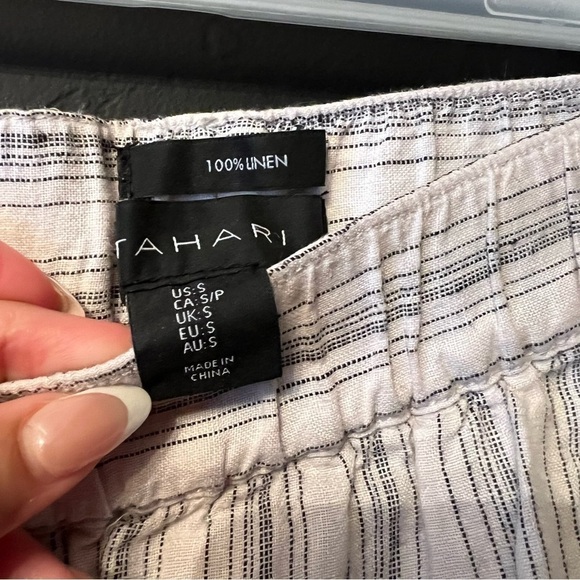 100% LINEN
TAHARI
US: S
CA: S/P
UK: S
EU: S
AU: S
MADE IN
CHINA